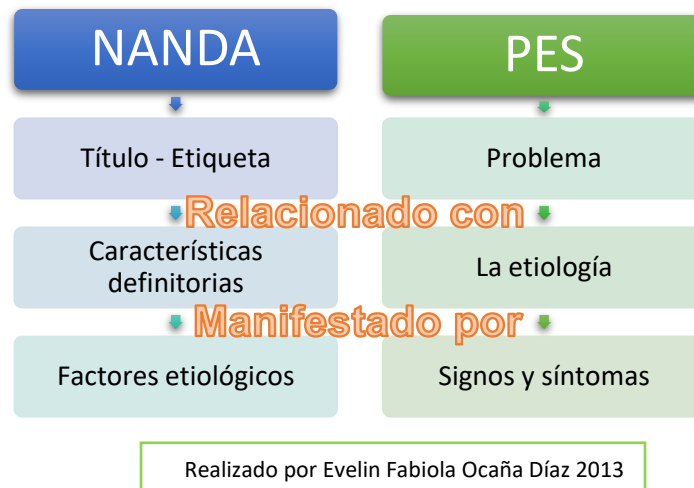 NANDA
PES
Título - Etiqueta
Problema
Relacionado con
Características
definitorias
La etiología
Manifestado por
Factores etiológicos
Signos y síntomas
Realizado por Evelin Fabiola Ocaña Díaz 2013